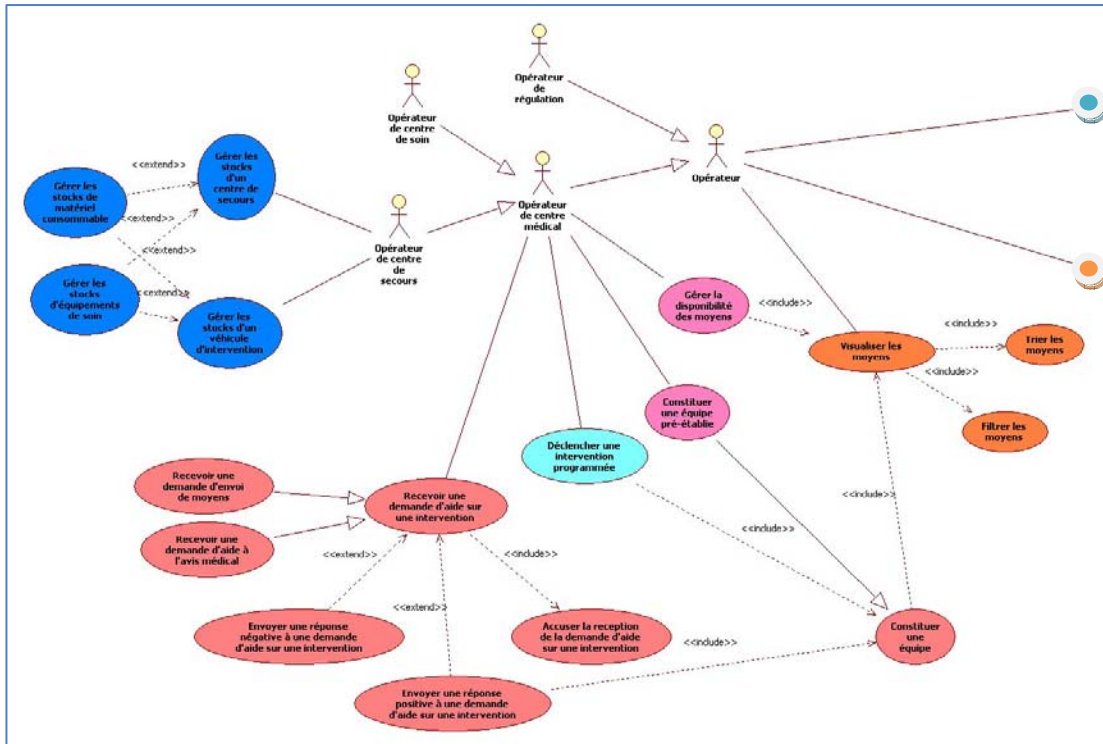 Opérateur
de
régulation
Opérateur
de centre
de soin
Opérateur
Gérer les
stocks
d'un
centre de
secours
<<extend>>
Gérer les
stocks de
matériel
consommable
<<extend>>
<<extend>>
Gérer les
stocks
d'équipements
de soin
<<extend>>
Gérer les
stocks d'un
véhicule
d'intervention
Opérateur
de centre
de
secours
Opérateur
de centre
médical
Gérer la
disponibilité
des moyens
<<include>>
Visualiser les
moyens
<<include>>
Trier les
moyens
<<include>>
Filtrer les
moyens
Constituer
une équipe
pré-établie
Déclencher une
intervention
programmée
<<include>>
<<include>>
Recevoir une
demande d'envoi
de moyens
Recevoir une
demande d'aide sur
une intervention
Recevoir une
demande d'aide à
l'avis médical
<<extend>>
<<include>>
<<extend>>
Envoyer une réponse
négative à une demande
d'aide sur une intervention
Accuser la reception
de la demande d'aide
sur une intervention
<<include>>
Constituer
une
équipe
Envoyer une réponse
positive à une demande
d'aide sur une intervention